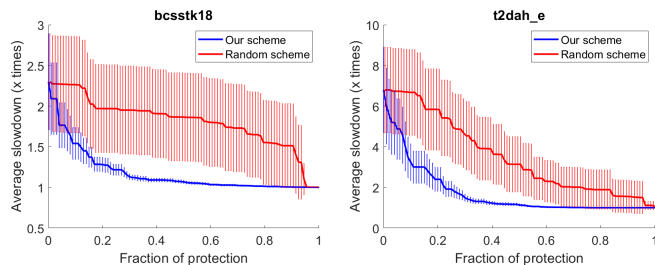 bcsstk18
Our scheme
Random scheme
Average slowdown (x times)
3
2.5
2
1.5
1
0.5
0
0.2
0.4
0.6
0.8
1
Fraction of protection
t2dah_e
Our scheme
Random scheme
Average slowdown (x times)
10
8
6
4
2
0
0
0.2
0.4
0.6
0.8
1
Fraction of protection